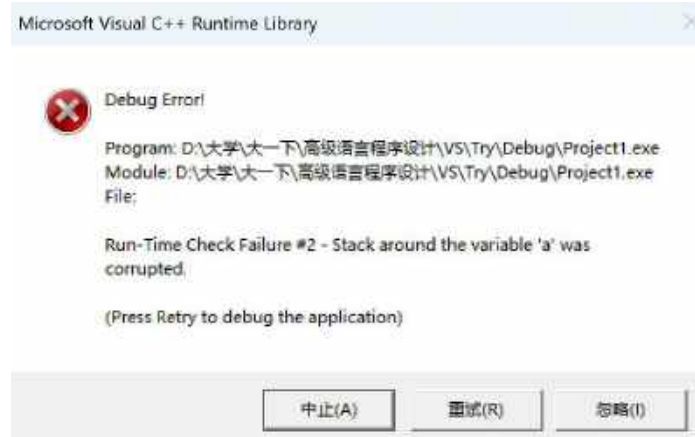 Microsoft Visual C++ Runtime Library
Debug Error!
Program: D:\大学\大一下\高级语言程序设计\VS\Try\Debug\Project1.exe
Module: D:\大学\大一下\高级语言程序设计\VS\Try\Debug\Project1.exe
File:
Run-Time Check Failure #2 - Stack around the variable 'a' was
corrupted.
(Press Retry to debug the application)
中止(A) 重试(R) 忽略(I)